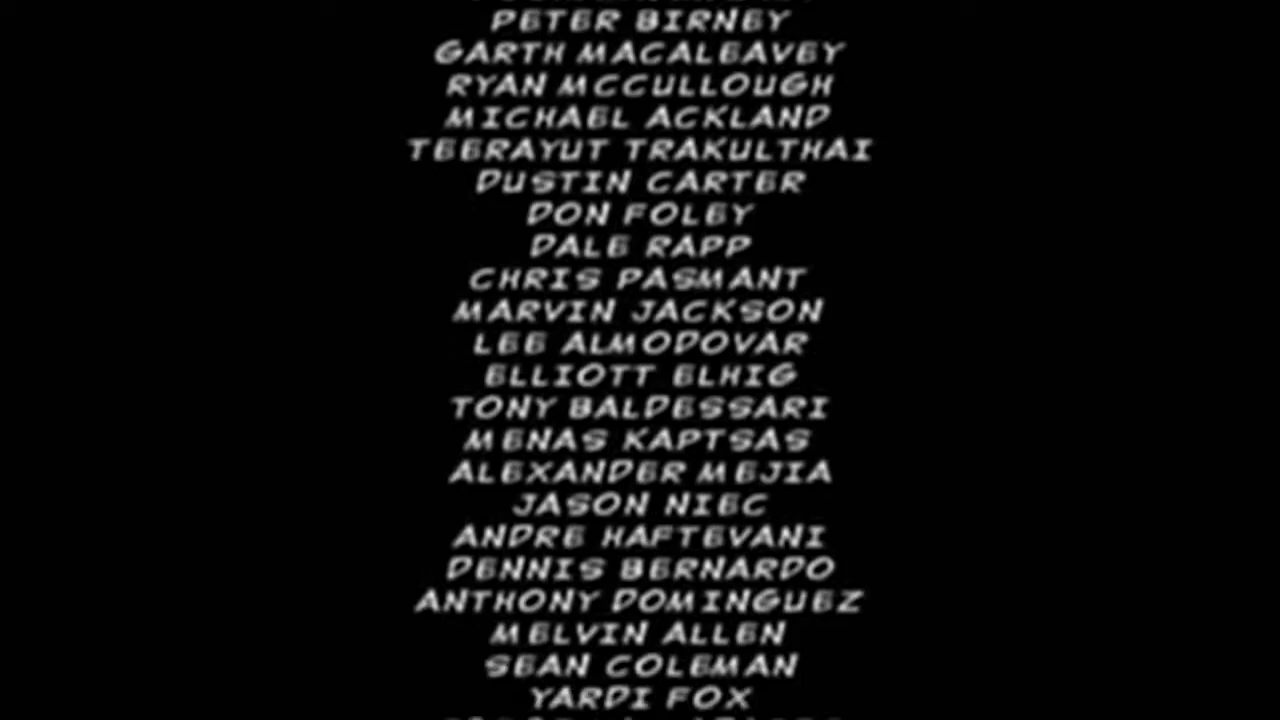 PETER BIRNEY
GARTH MACALEAVEY
RYAN MCCULLOUGH
MICHAEL ACKLAND
TEERAYUT TRAKULTHAI
DUSTIN CARTER
DON FOLEY
DALE RAPP
CHRIS PASMANT
MARVIN JACKSON
LEE ALMODOVAR
ELLIOTT ELHIG
TONY BALDESSARI
MENAS KAPTSAS
ALEXANDER MEJIA
JASON NIEC
ANDRE HAFTEVANI
DENNIS BERNARDO
ANTHONY DOMINGUEZ
MELVIN ALLEN
SEAN COLEMAN
YARDI FOX